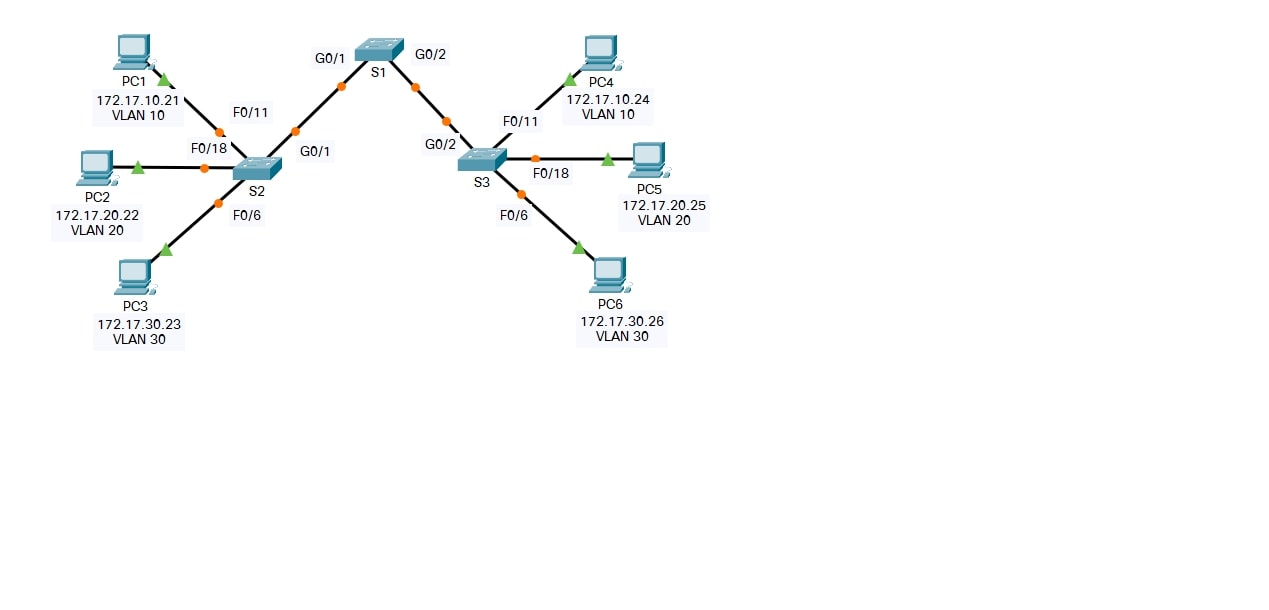 PC1
172.17.10.21
VLAN 10
F0/11
F0/18
PC2
172.17.20.22
VLAN 20
S2
F0/6
PC3
172.17.30.23
VLAN 30
G0/1
G0/1
S1
G0/2
G0/2
S3
F0/11
PC4
172.17.10.24
VLAN 10
F0/18
PC5
172.17.20.25
VLAN 20
F0/6
PC6
172.17.30.26
VLAN 30